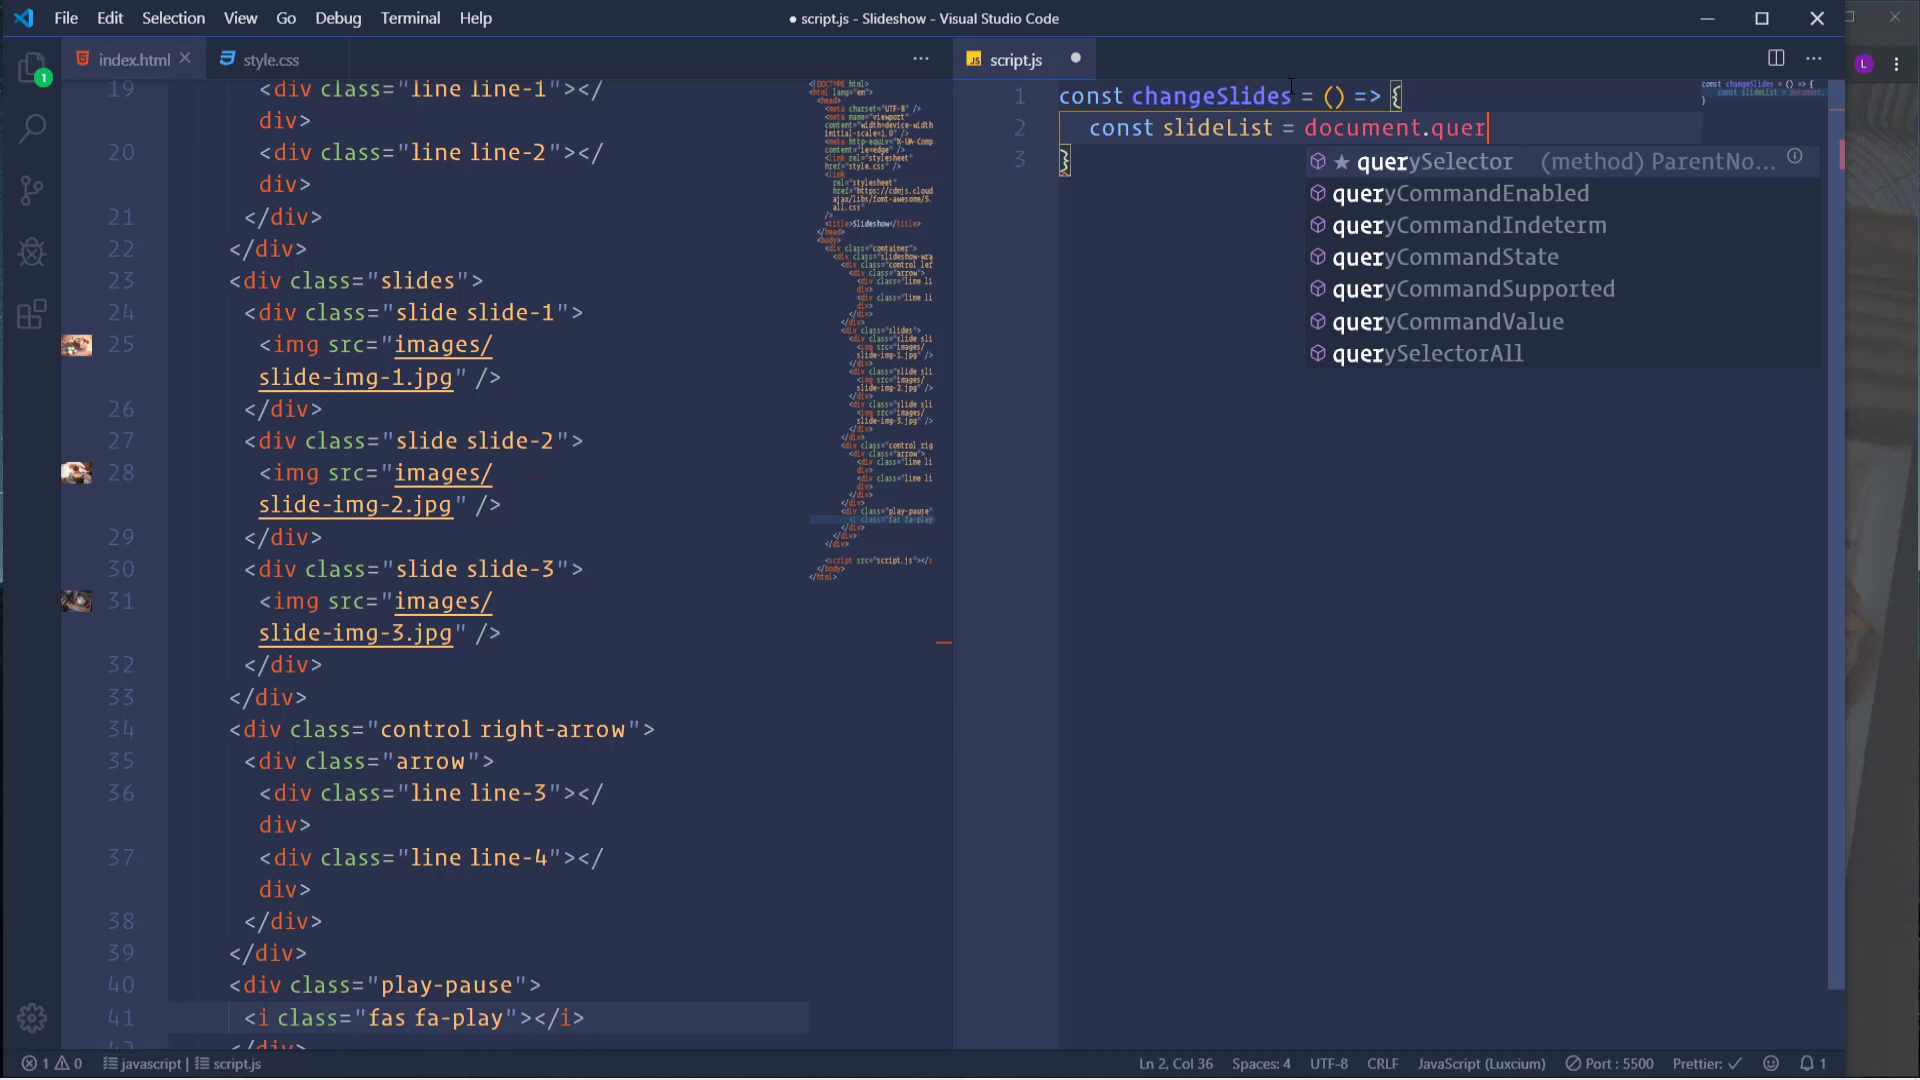 File Edit Selection View Go Debug Terminal Help
● script.js - Slideshow - Visual Studio Code
index.html
style.css
JS script.js
L
1
19 <div class="line line-1"></
div>
20 <div class="line line-2"></
div>
21 </div>
22 </div>
23 <div class="slides">
24 <div class="slide slide-1">
25 <img src="images/
slide-img-1.jpg" />
26 </div>
27 <div class="slide slide-2">
28 <img src="images/
slide-img-2.jpg" />
29 </div>
30 <div class="slide slide-3">
31 <img src="images/
slide-img-3.jpg" />
32 </div>
33 </div>
34 <div class="control right-arrow">
35 <div class="arrow">
36 <div class="line line-3"></
div>
37 <div class="line line-4"></
div>
38 </div>
39 </div>
40 <div class="play-pause">
41 <i class="fas fa-play"></i>
42 </div>
1 const changeSlides = () => {
2 const slideList = document.quer
3 }
★ querySelector (method) ParentNo...
queryCommandEnabled
queryCommandIndeterm
queryCommandState
queryCommandSupported
queryCommandValue
querySelectorAll
1 0 javascript | script.js
Ln 2, Col 36 Spaces: 4 UTF-8 CRLF JavaScript (Luxcium) Port : 5500 Prettier: ✓ 1